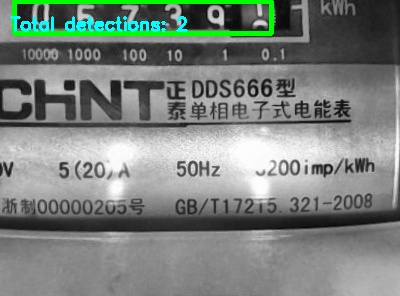 0 5 7 3 9 kWh
Total detections: 2
10000 1000 100 10 1 0.1
CHNT 正泰 DDS666型
单相电子式电能表
0V 5(20)A 50Hz 3200imp/kWh
浙制00000205号 GB/T17215.321-2008